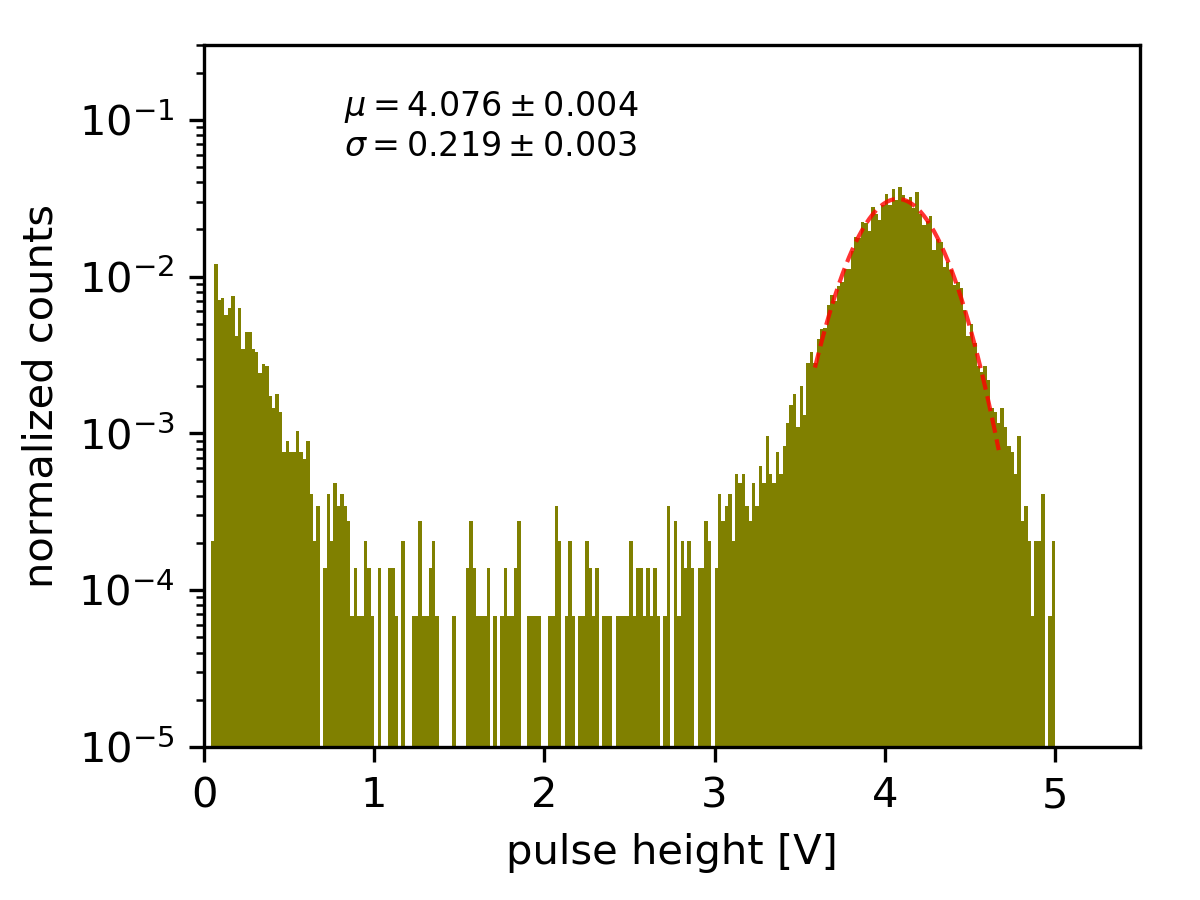 μ = 4.076 ± 0.004
σ = 0.219 ± 0.003
normalized counts
10⁻¹
10⁻²
10⁻³
10⁻⁴
10⁻⁵
0 1 2 3 4 5
pulse height [V]